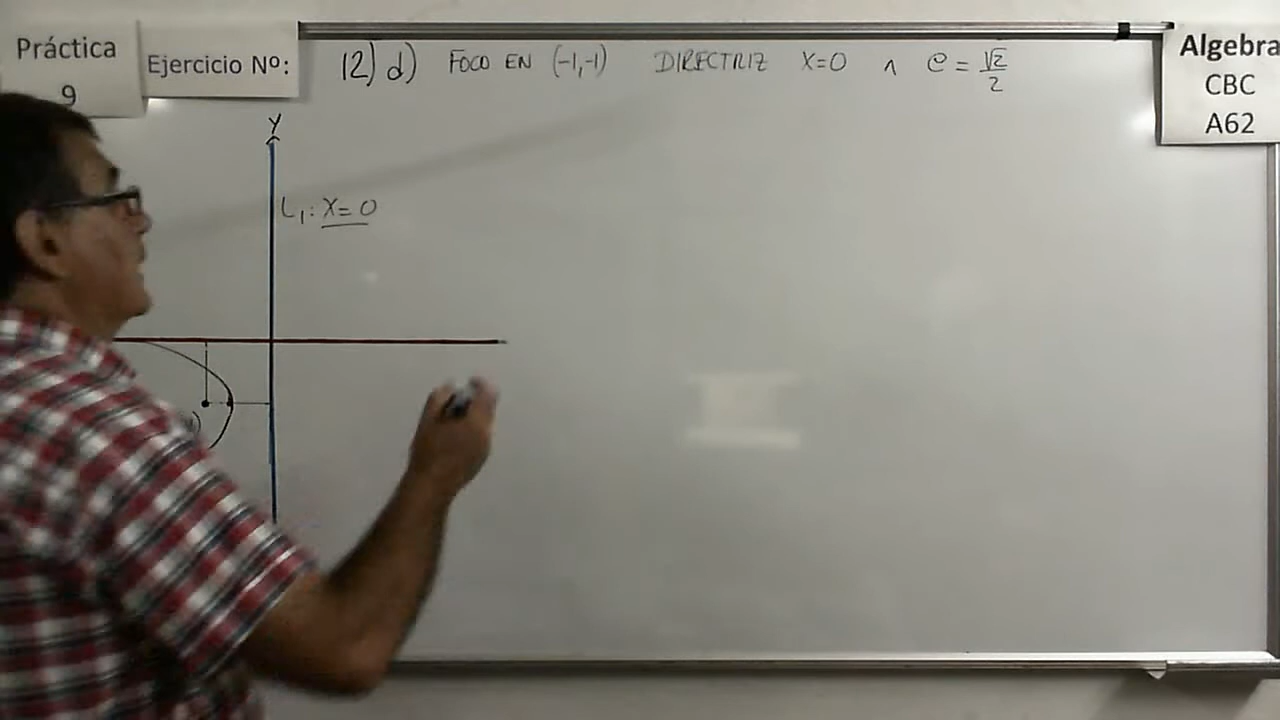 Práctica
9
Ejercicio Nº:
12) d) FOCO EN (-1,-1) DIRECTRIZ X=0 ∧ e = √2/2
Algebra
CBC
A62
Y
L₁: X=0